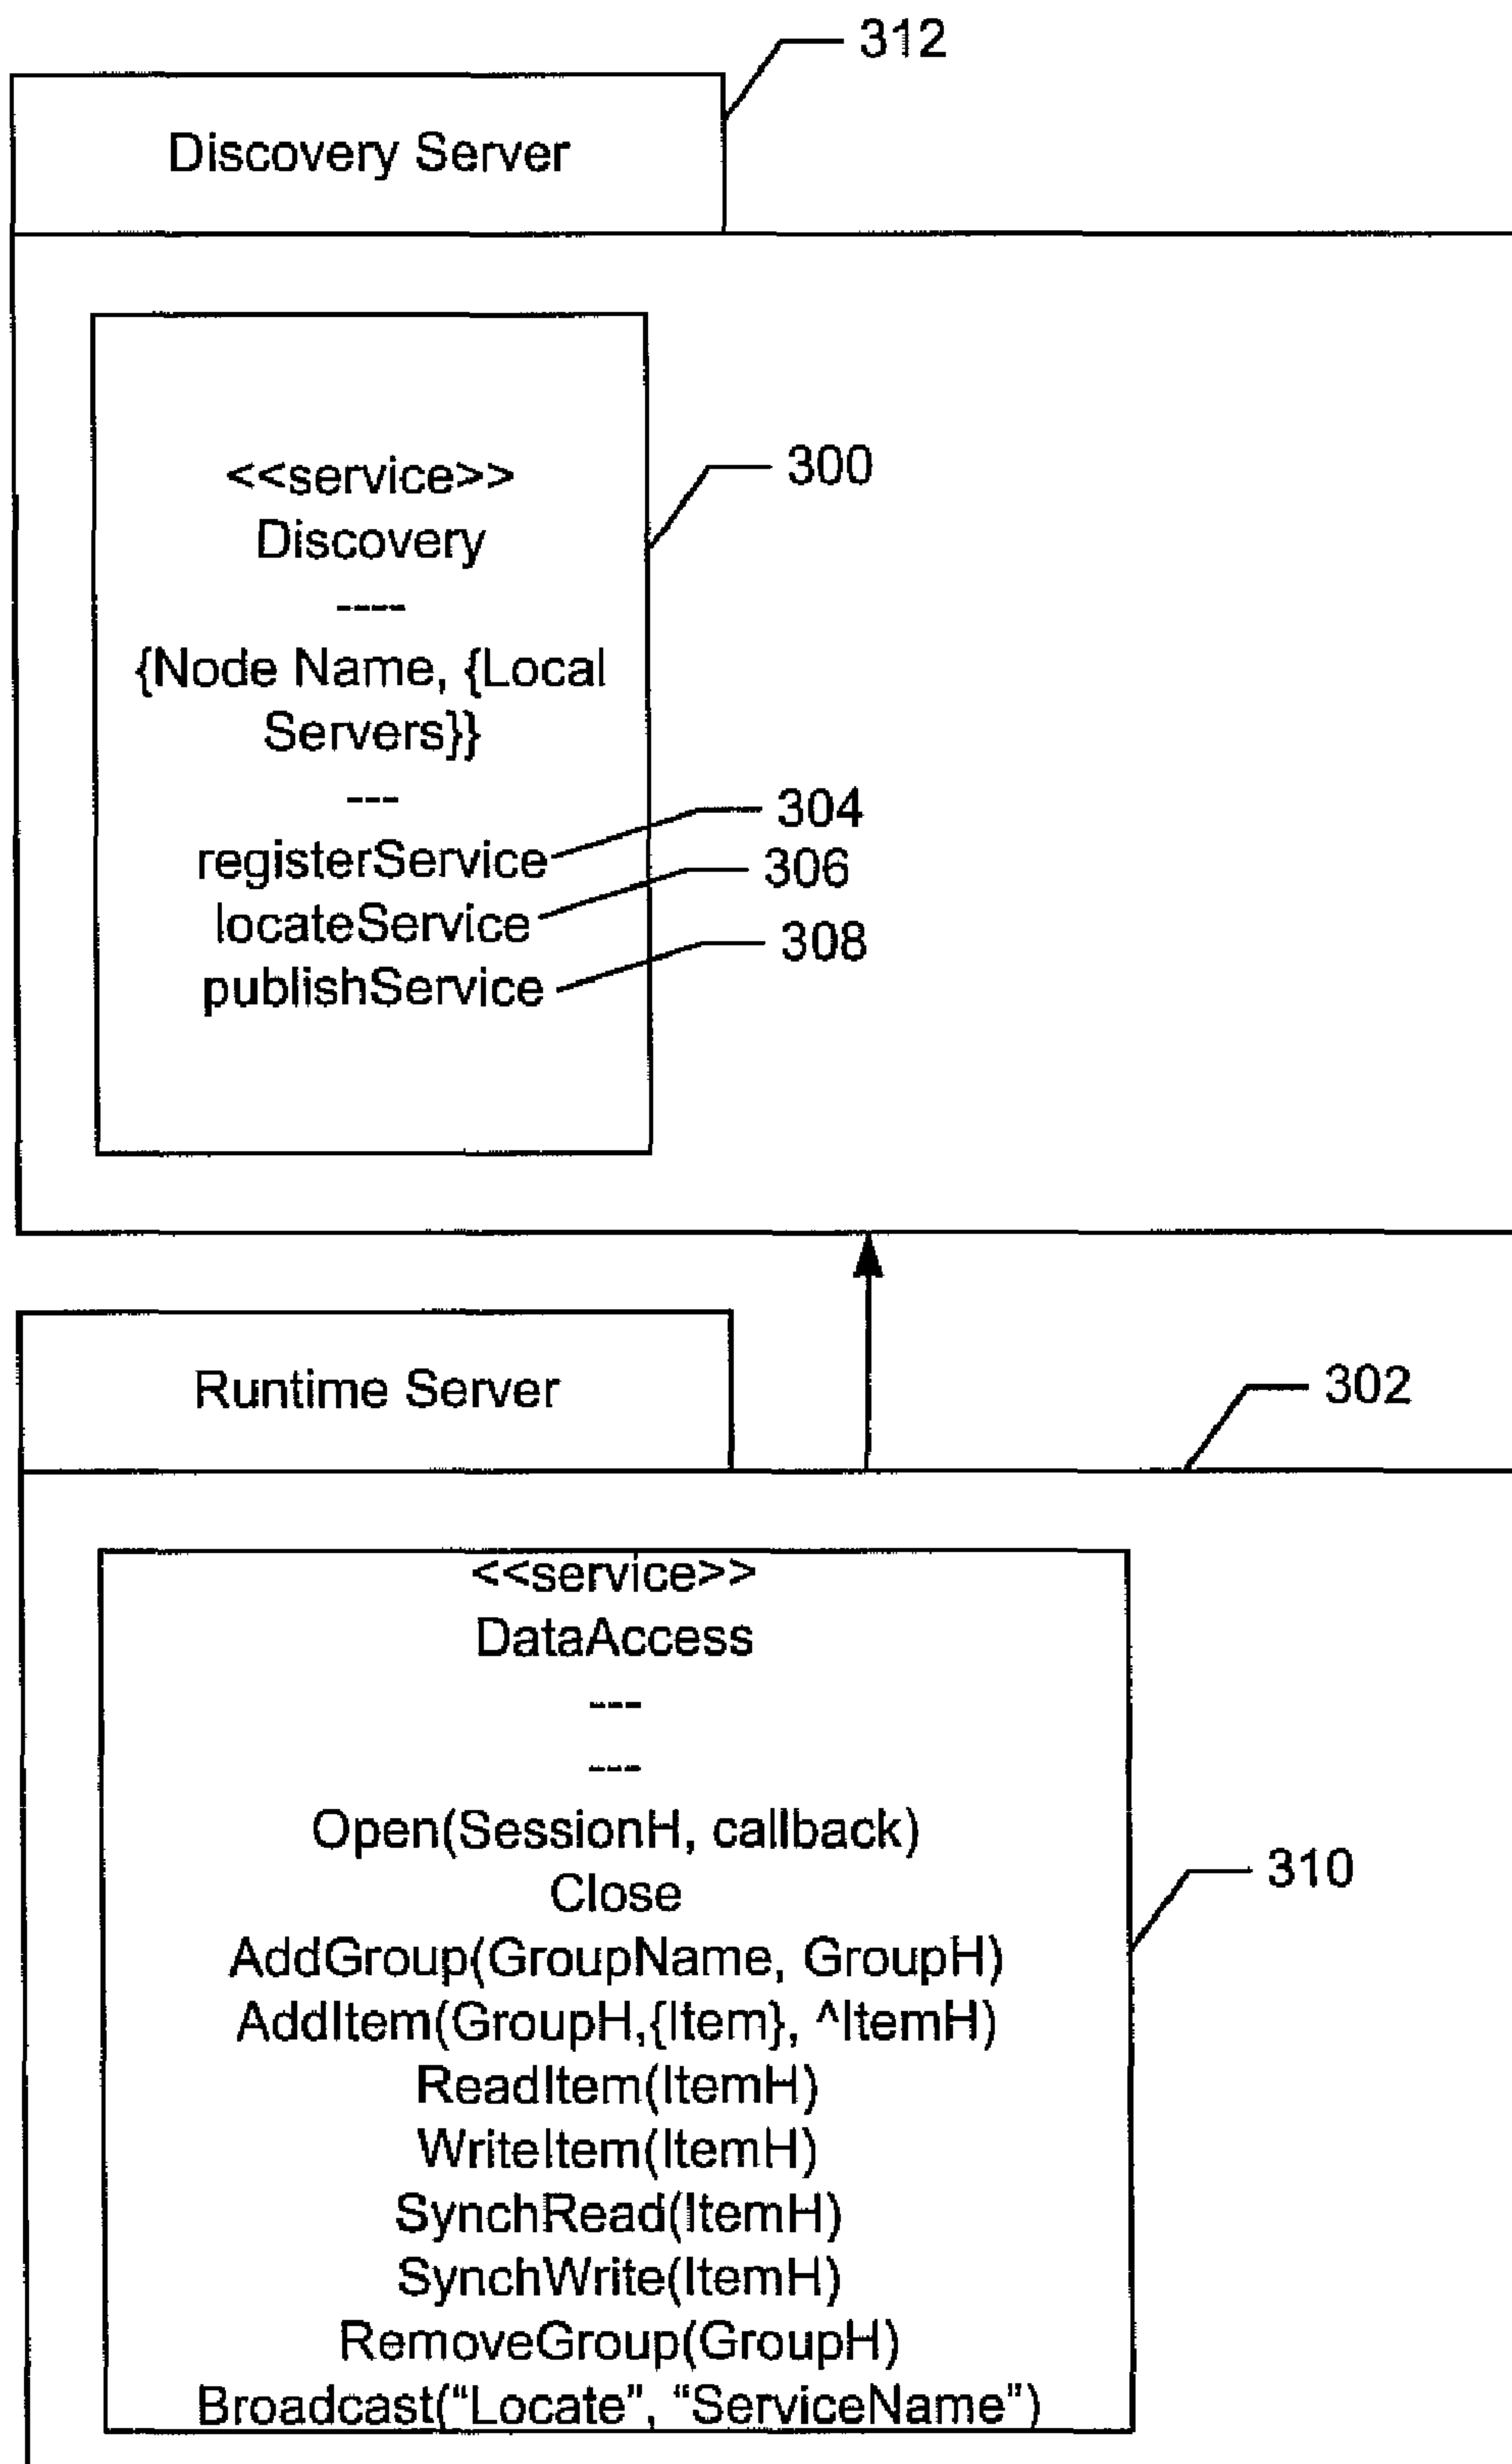 312
Discovery Server
<<service>>
300
Discovery
----
{Node Name, {Local
Servers}}
---
304
registerService
306
locateService
308
publishService
Runtime Server
302
<<service>>
DataAccess
---
---
Open(SessionH, callback)
Close
310
AddGroup(GroupName, GroupH)
AddItem(GroupH,{Item}, ^ItemH)
ReadItem(ItemH)
WriteItem(ItemH)
SynchRead(ItemH)
SynchWrite(ItemH)
RemoveGroup(GroupH)
Broadcast(“Locate”, “ServiceName”)